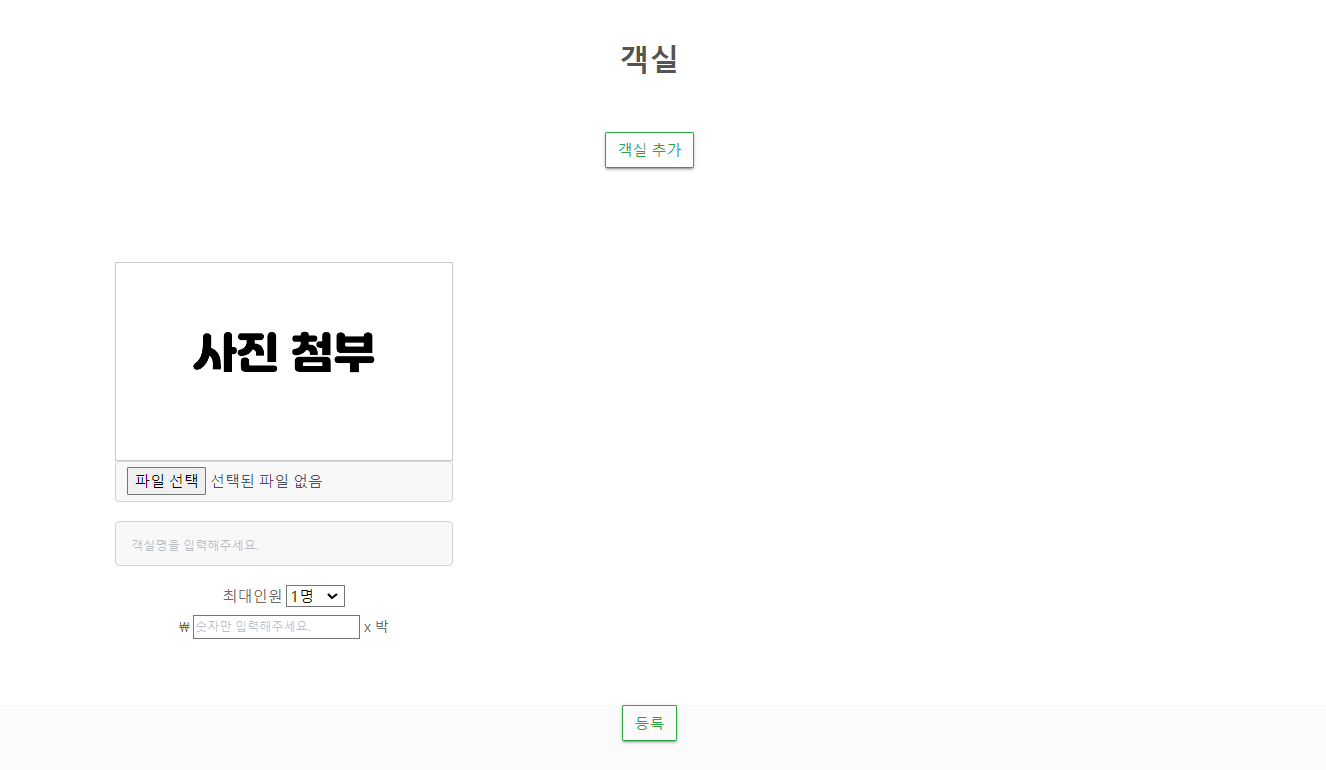 객실
객실 추가
사진 첨부
파일 선택 선택된 파일 없음
객실명을 입력해주세요.
최대인원 1명
₩ 숫자만 입력해주세요. x 박
등록